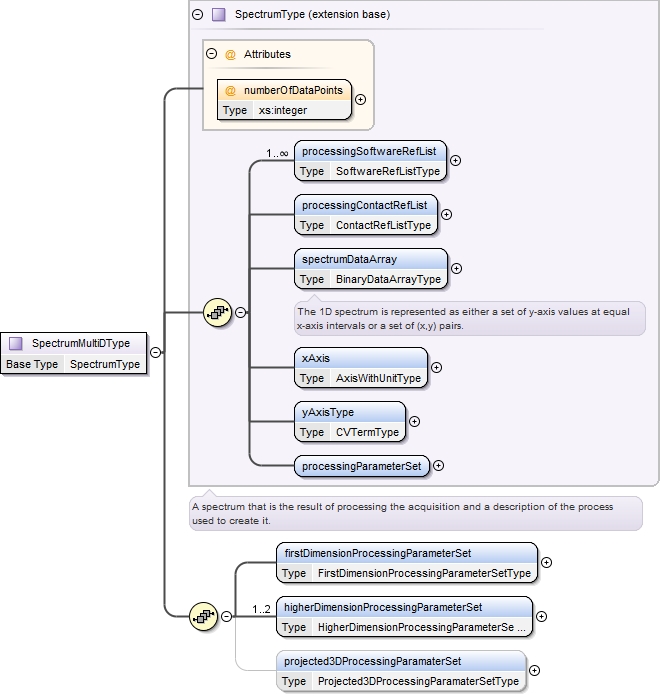 SpectrumType (extension base)
@ Attributes
@ numberOfDataPoints
Type xs:integer
1..∞
processingSoftwareRefList
Type SoftwareRefListType
processingContactRefList
Type ContactRefListType
spectrumDataArray
Type BinaryDataArrayType
The 1D spectrum is represented as either a set of y-axis values at equal
x-axis intervals or a set of (x,y) pairs.
SpectrumMultiDType
Base Type SpectrumType
xAxis
Type AxisWithUnitType
yAxisType
Type CVTermType
processingParameterSet
A spectrum that is the result of processing the acquisition and a description of the process
used to create it.
firstDimensionProcessingParameterSet
Type FirstDimensionProcessingParameterSetType
1..2
higherDimensionProcessingParameterSet
Type HigherDimensionProcessingParameterSe ...
projected3DProcessingParamaterSet
Type Projected3DProcessingParamaterSetType